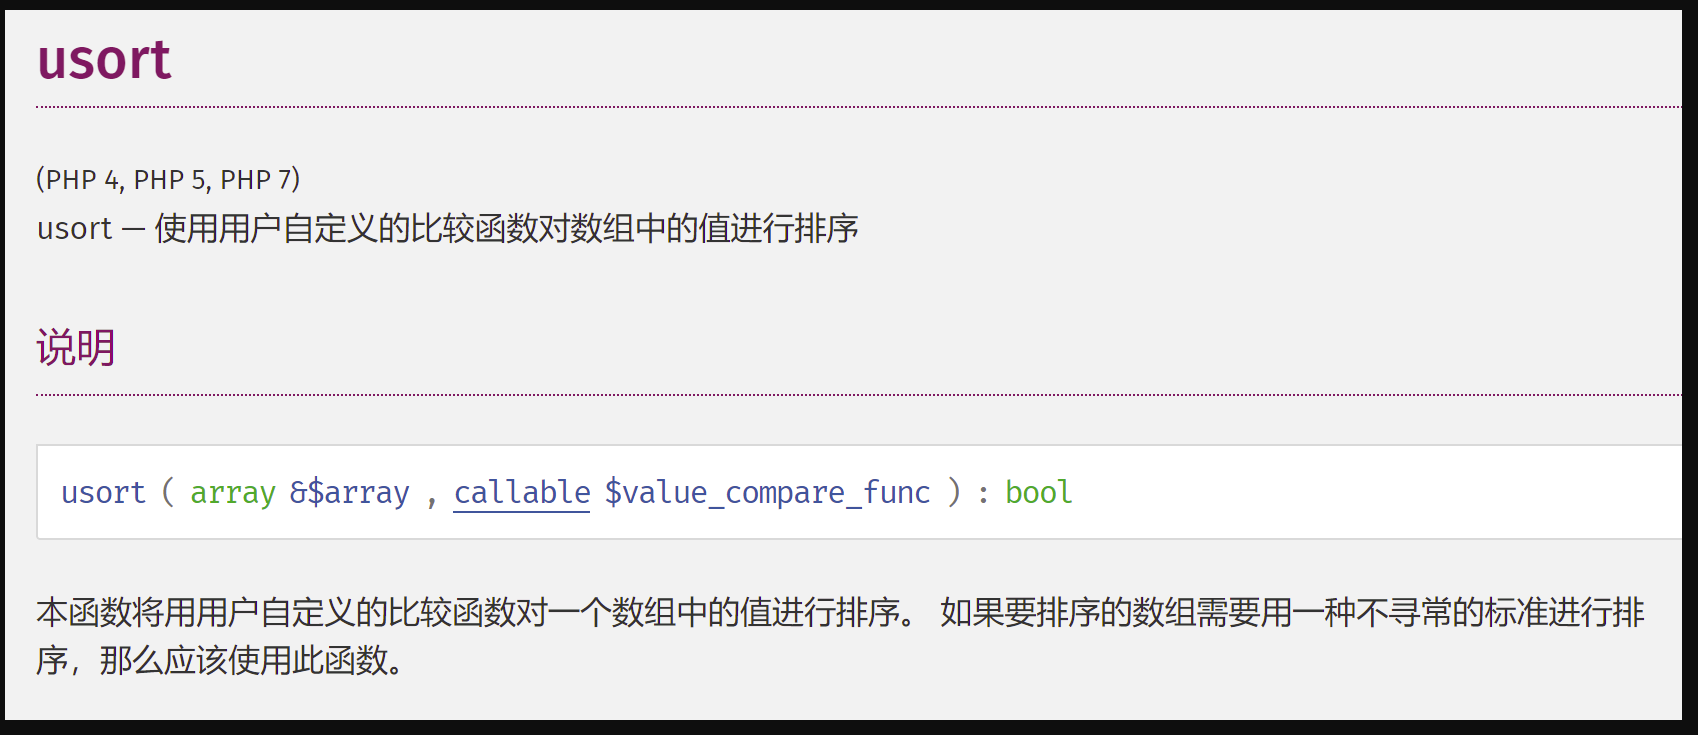 usort
(PHP 4, PHP 5, PHP 7)
usort — 使用用户自定义的比较函数对数组中的值进行排序
说明
usort ( array &$array , callable $value_compare_func ) : bool
本函数将用用户自定义的比较函数对一个数组中的值进行排序。 如果要排序的数组需要用一种不寻常的标准进行排
序，那么应该使用此函数。